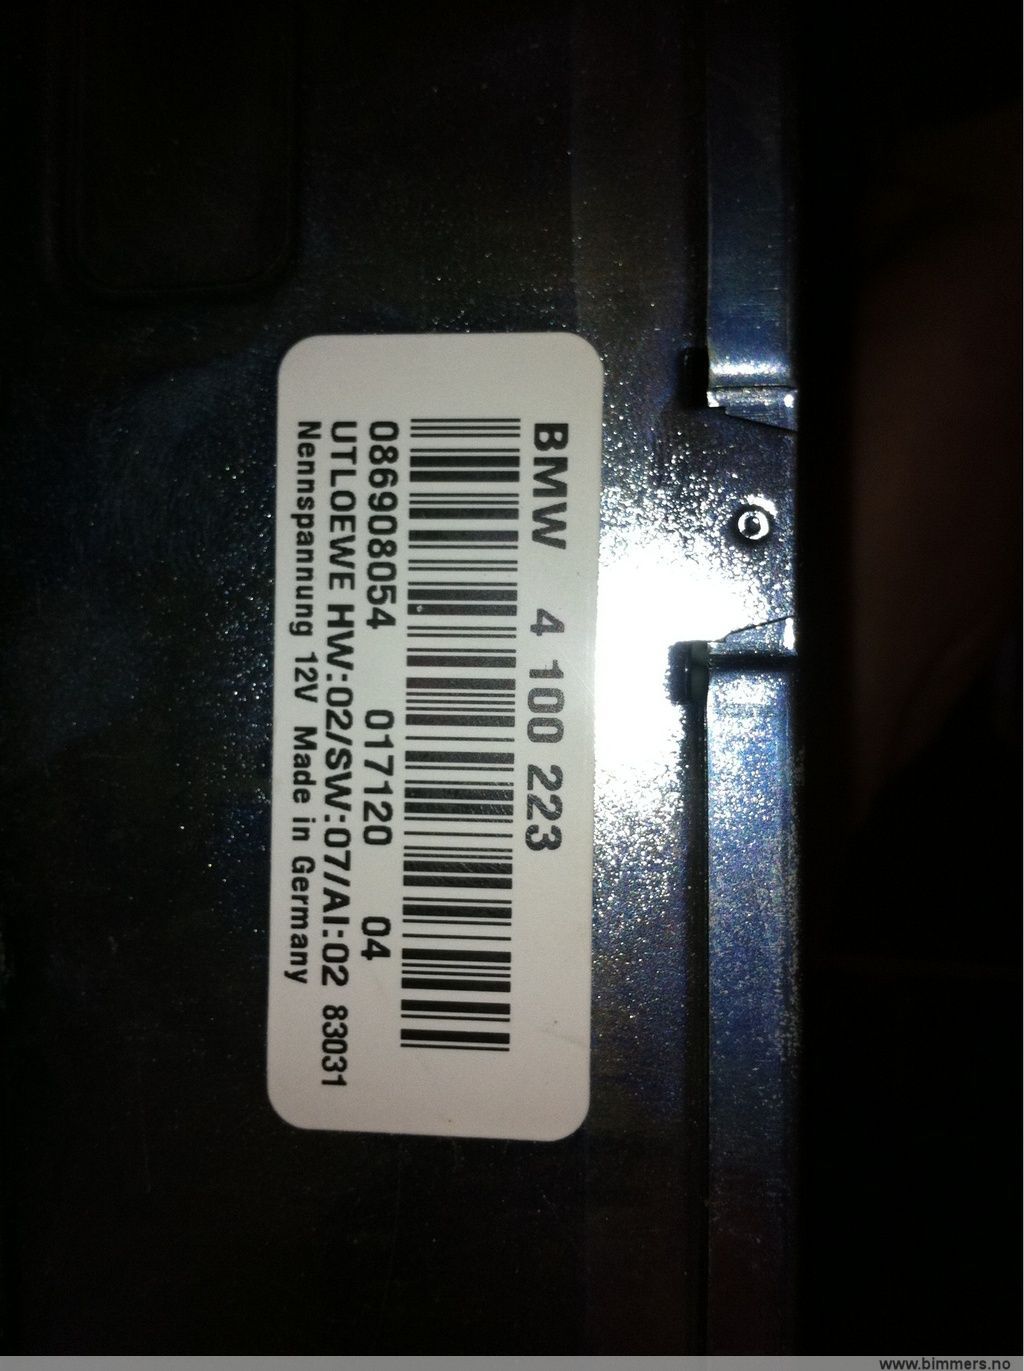 BMW 4 100 223
086908054 017120 04
UTLOEWE HW:02/SW:07/AI:02 83031
Nennspannung 12V Made in Germany
www.bimmers.no